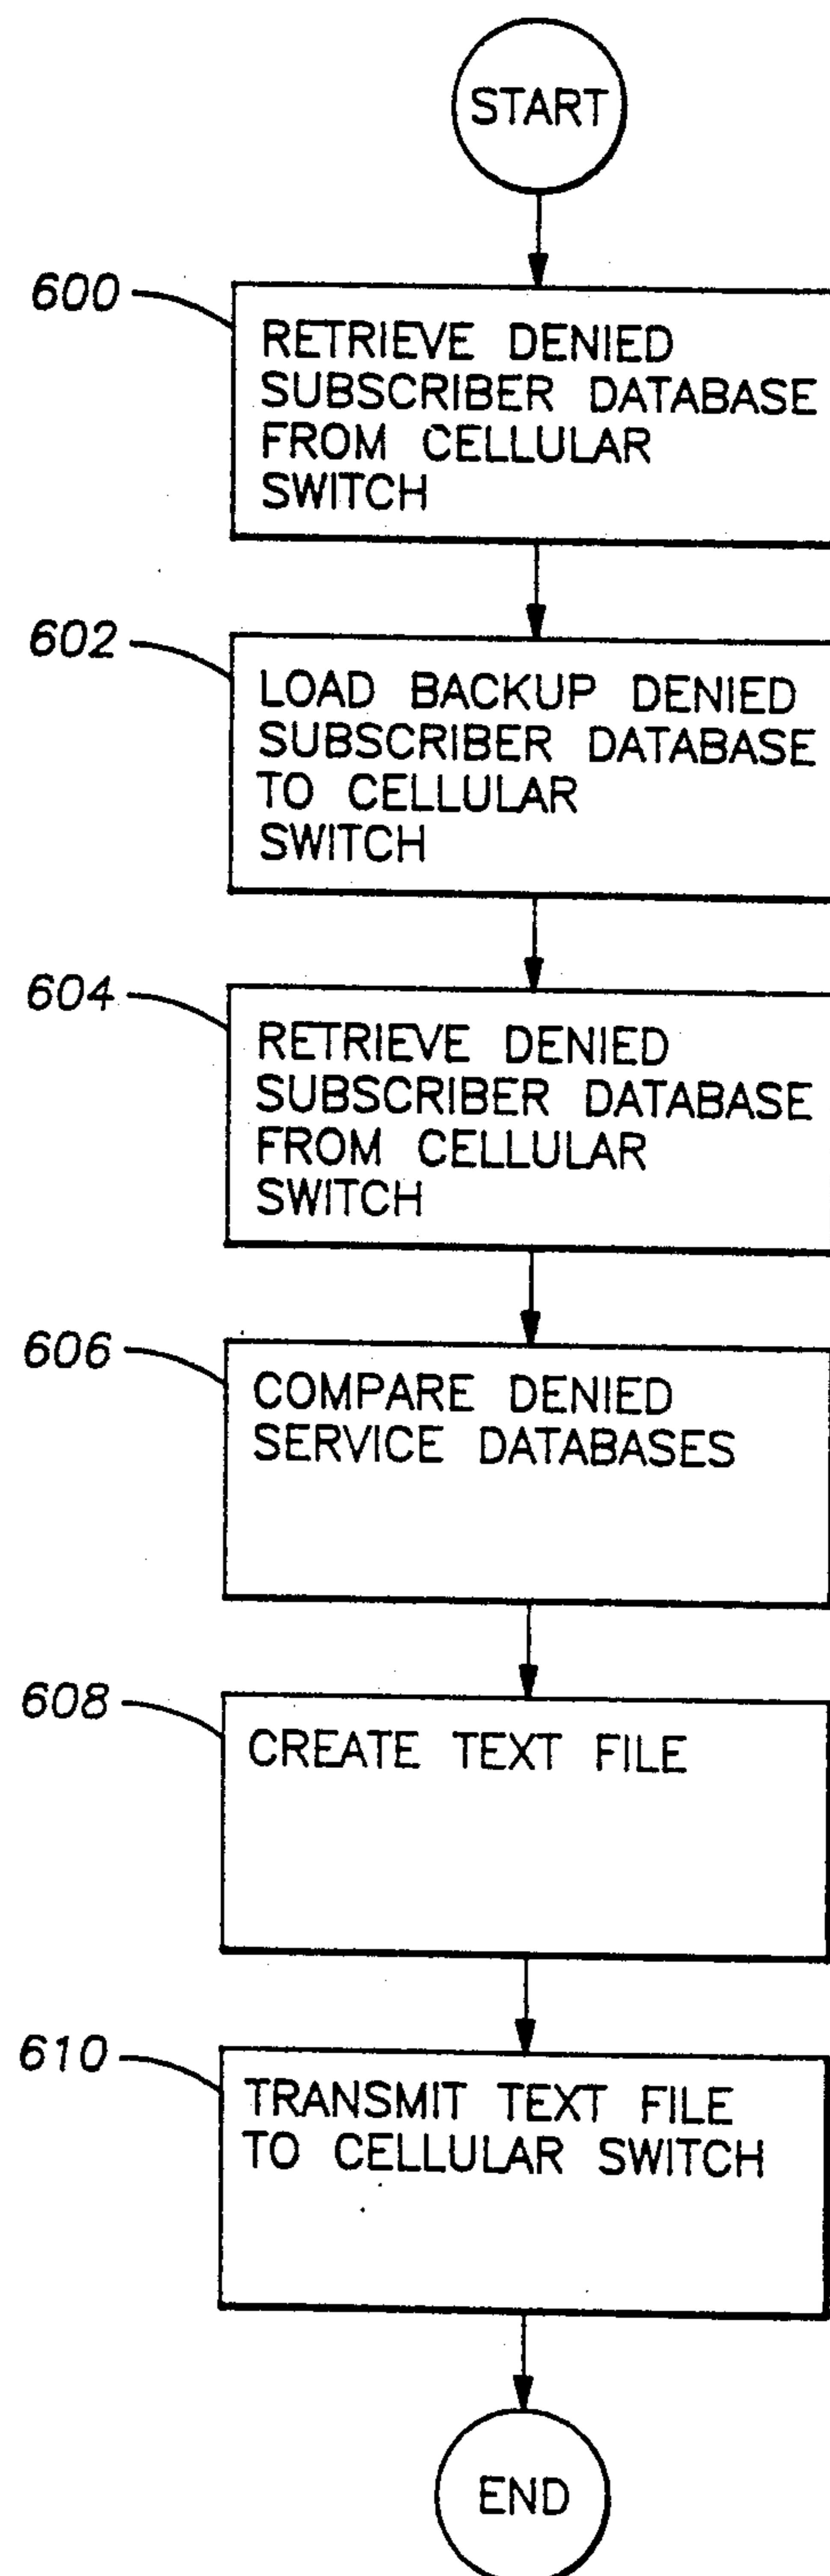 START
600
RETRIEVE DENIED
SUBSCRIBER DATABASE
FROM CELLULAR
SWITCH
602
LOAD BACKUP DENIED
SUBSCRIBER DATABASE
TO CELLULAR
SWITCH
604
RETRIEVE DENIED
SUBSCRIBER DATABASE
FROM CELLULAR
SWITCH
606
COMPARE DENIED
SERVICE DATABASES
608
CREATE TEXT FILE
610
TRANSMIT TEXT FILE
TO CELLULAR SWITCH
END